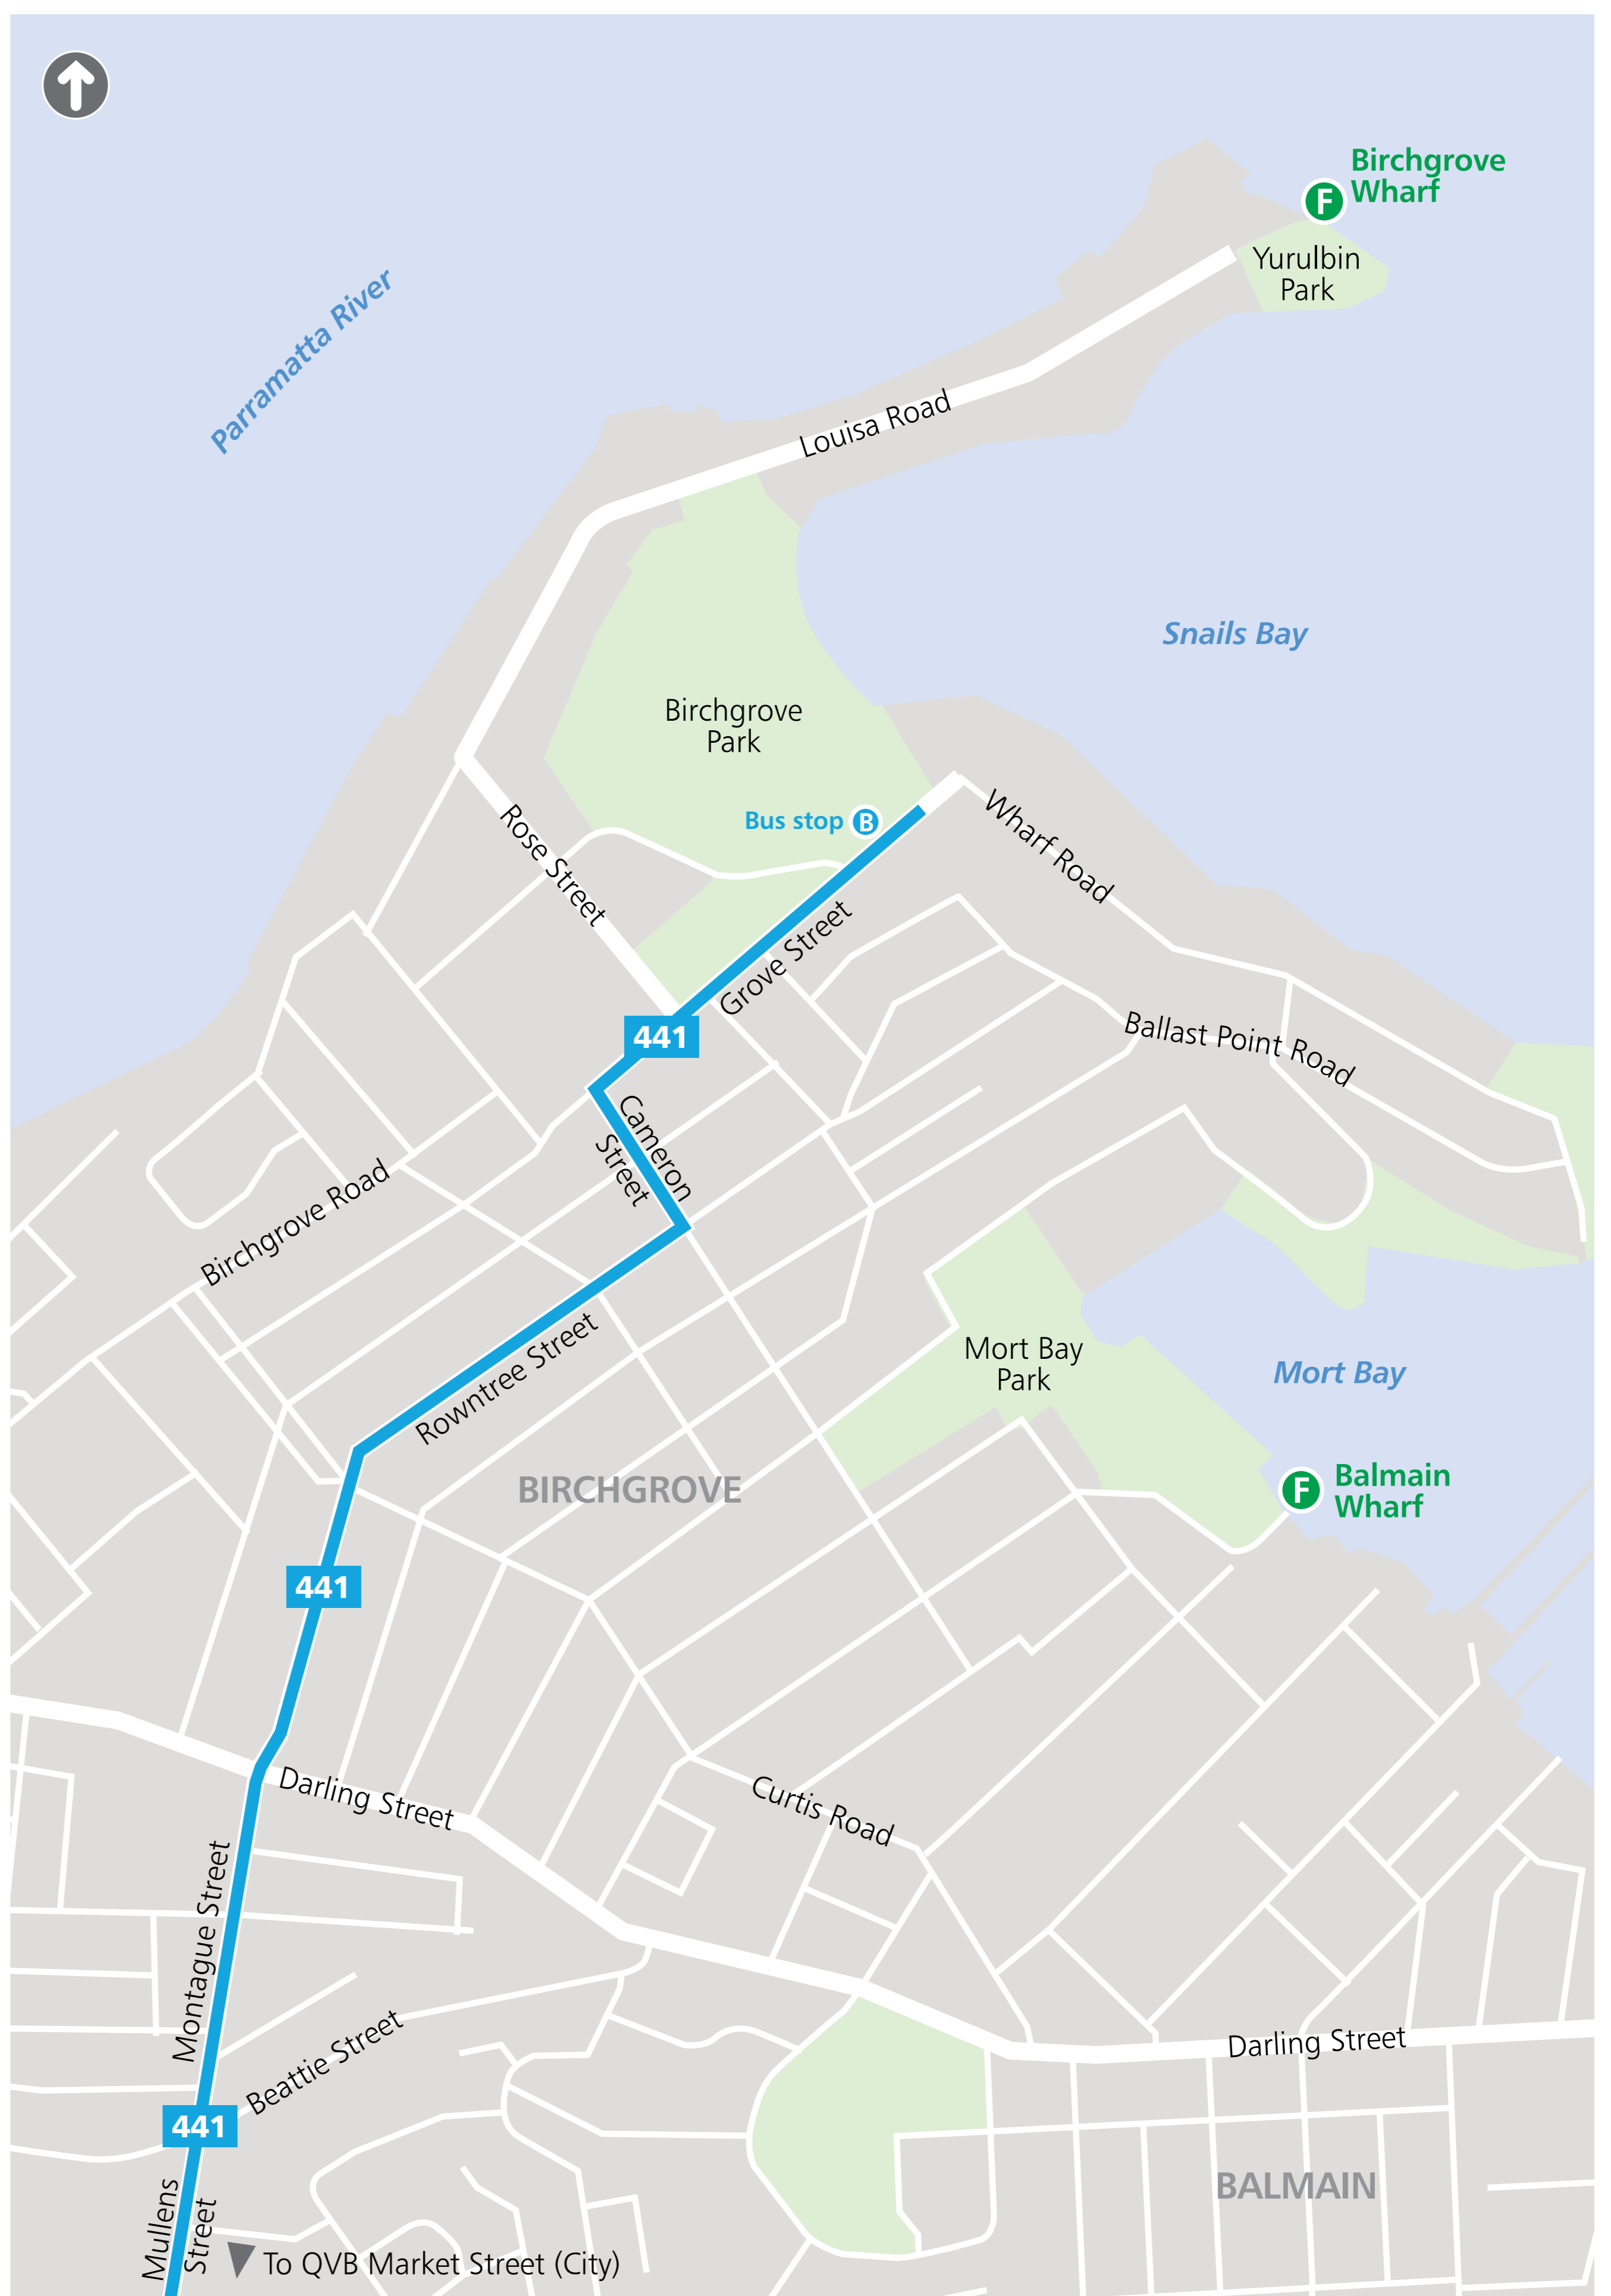 Birchgrove
Wharf
F
Yurulbin
Park
Parramatta River
Louisa Road
Snails Bay
Birchgrove
Park
Bus stop B
Wharf Road
Rose Street
Grove Street
441
Ballast Point Road
Cameron
Street
Birchgrove Road
Rowntree Street
Mort Bay
Park
Mort Bay
BIRCHGROVE
F
Balmain
Wharf
441
Darling Street
Curtis Road
Montague Street
Beattie Street
Darling Street
441
BALMAIN
Mullens
Street
To QVB Market Street (City)